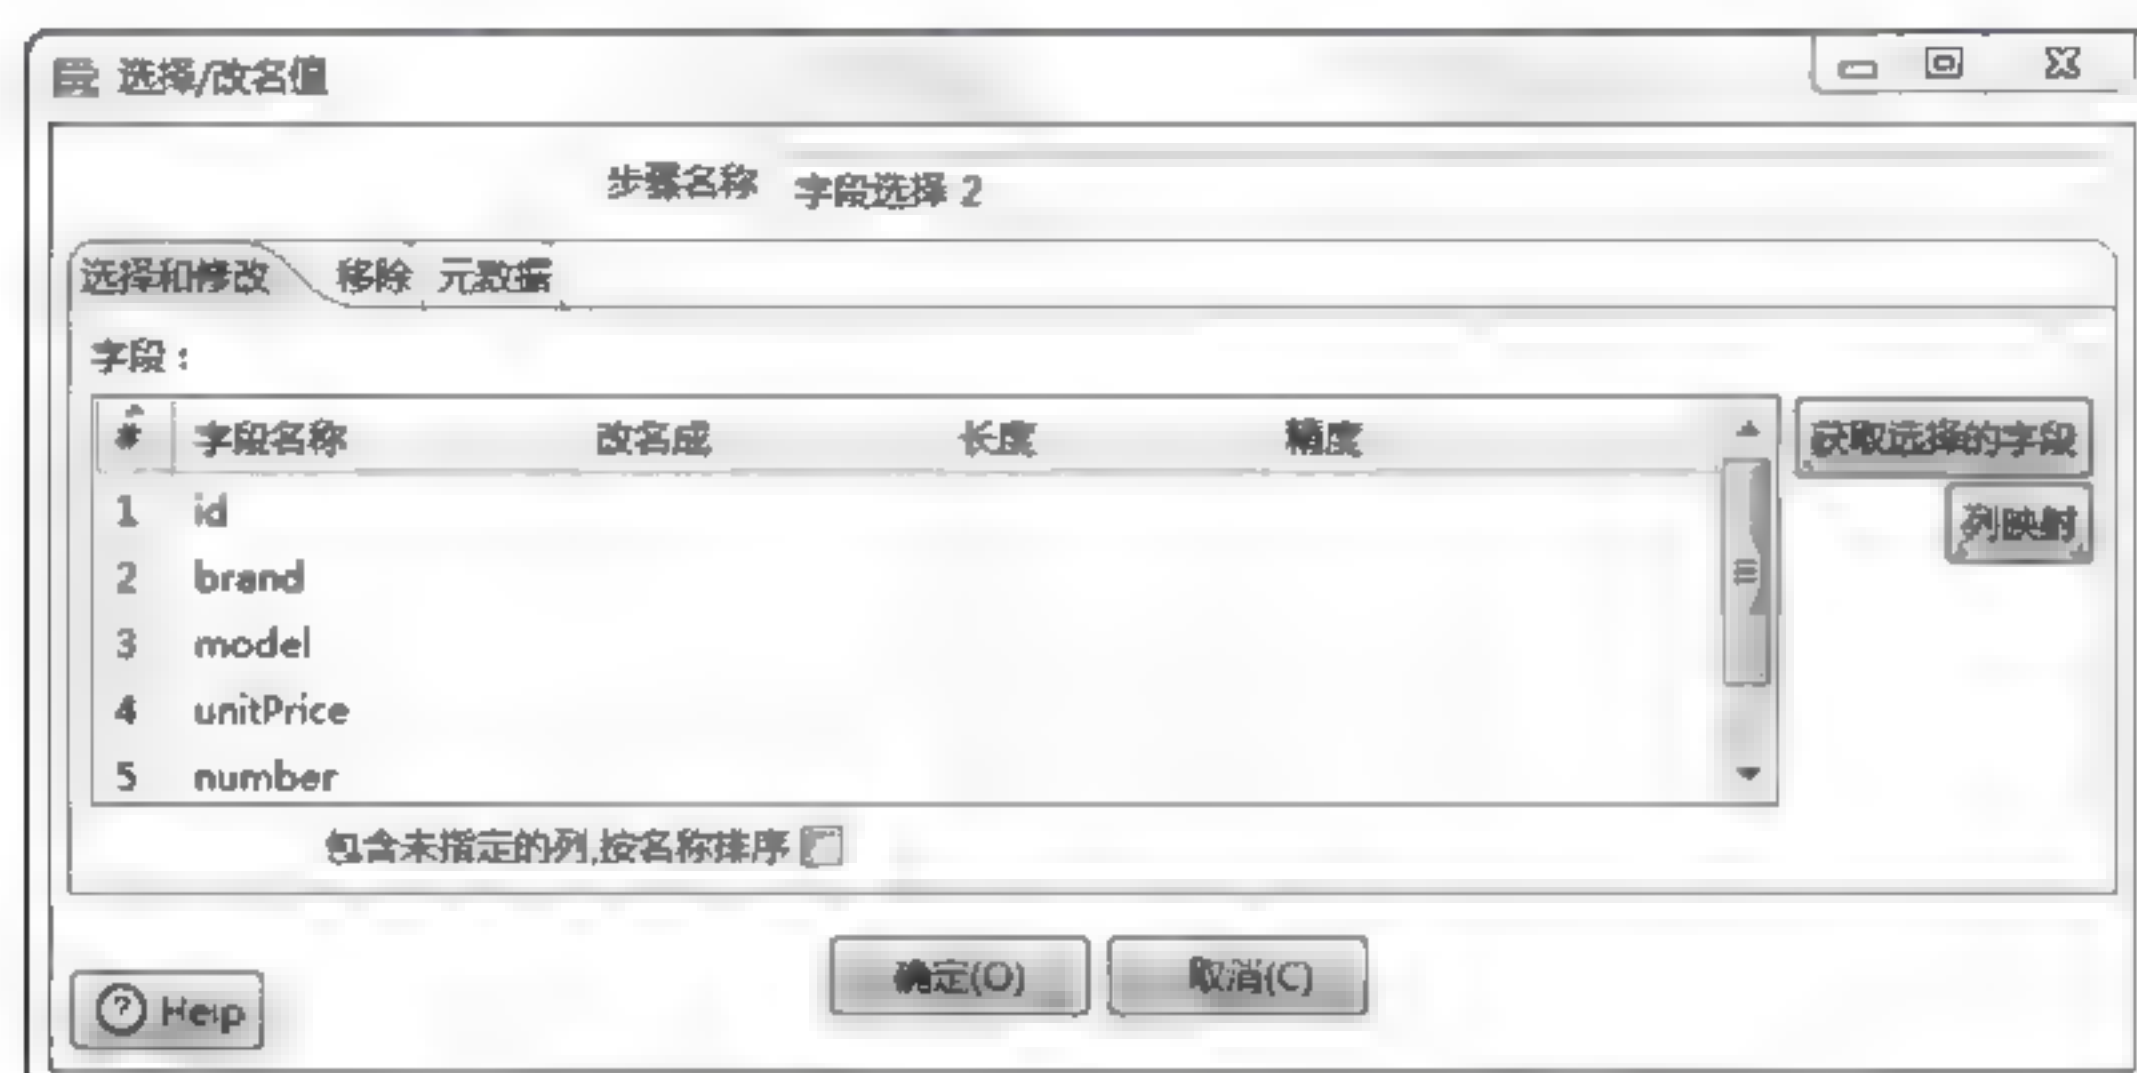 选择/改名值
步骤名称 字段选择 2
选择和修改 移除 元数据
字段：
# 字段名称 改名成 长度 精度
获取选择的字段
1 id
列映射
2 brand
3 model
4 unitPrice
5 number
包含未指定的列,按名称排序
确定(O) 取消(C)
Help